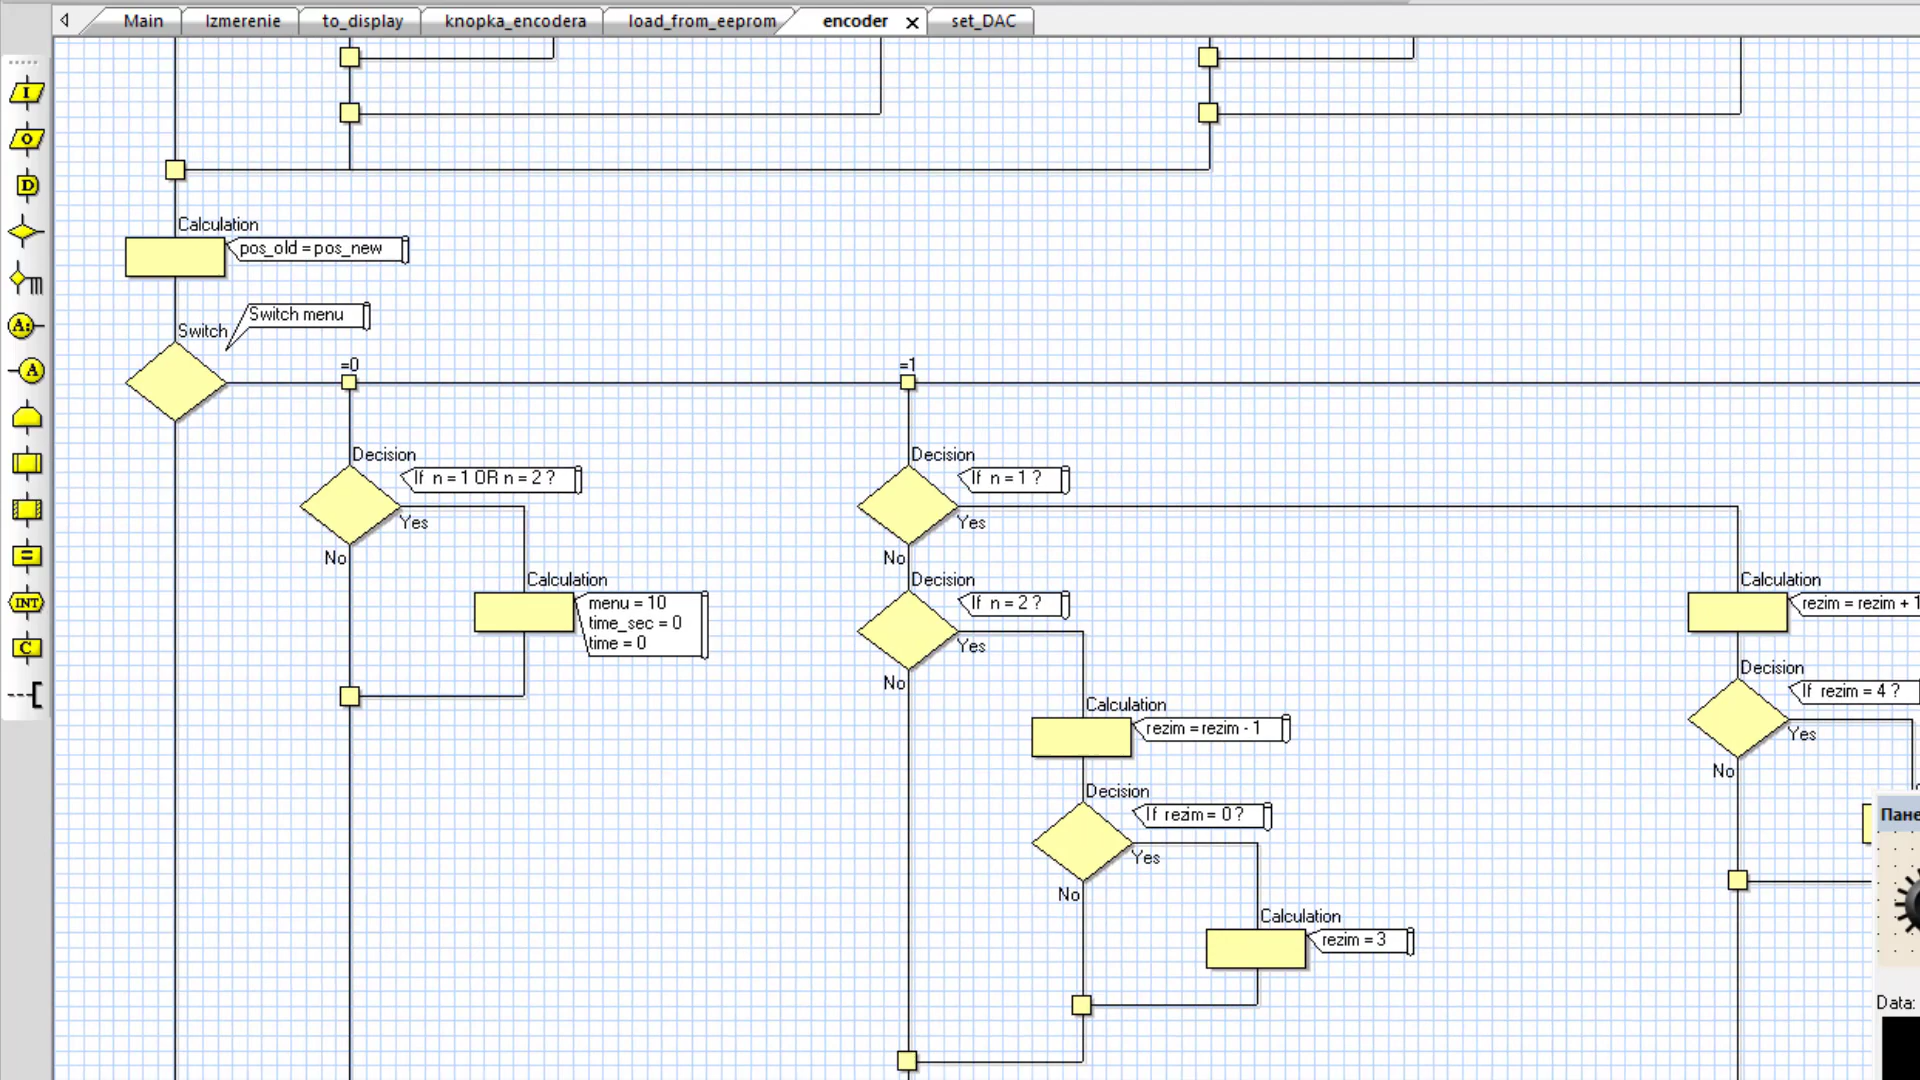 Main
Izmerenie
to_display
knopka_encodera
load_from_eeprom
encoder
set_DAC
I
O
D
A:
A
=
INT
C
Calculation
pos_old = pos_new
Switch menu
Switch
=0
=1
Decision
If n = 1 OR n = 2 ?
Yes
No
Calculation
menu = 10
time_sec = 0
time = 0
Decision
If n = 1 ?
Yes
No
Decision
If n = 2 ?
Yes
No
Calculation
rezim = rezim - 1
Decision
If rezim = 0 ?
Yes
No
Calculation
rezim = 3
Calculation
rezim = rezim + 1
Decision
If rezim = 4 ?
Yes
No
Пане
Data: